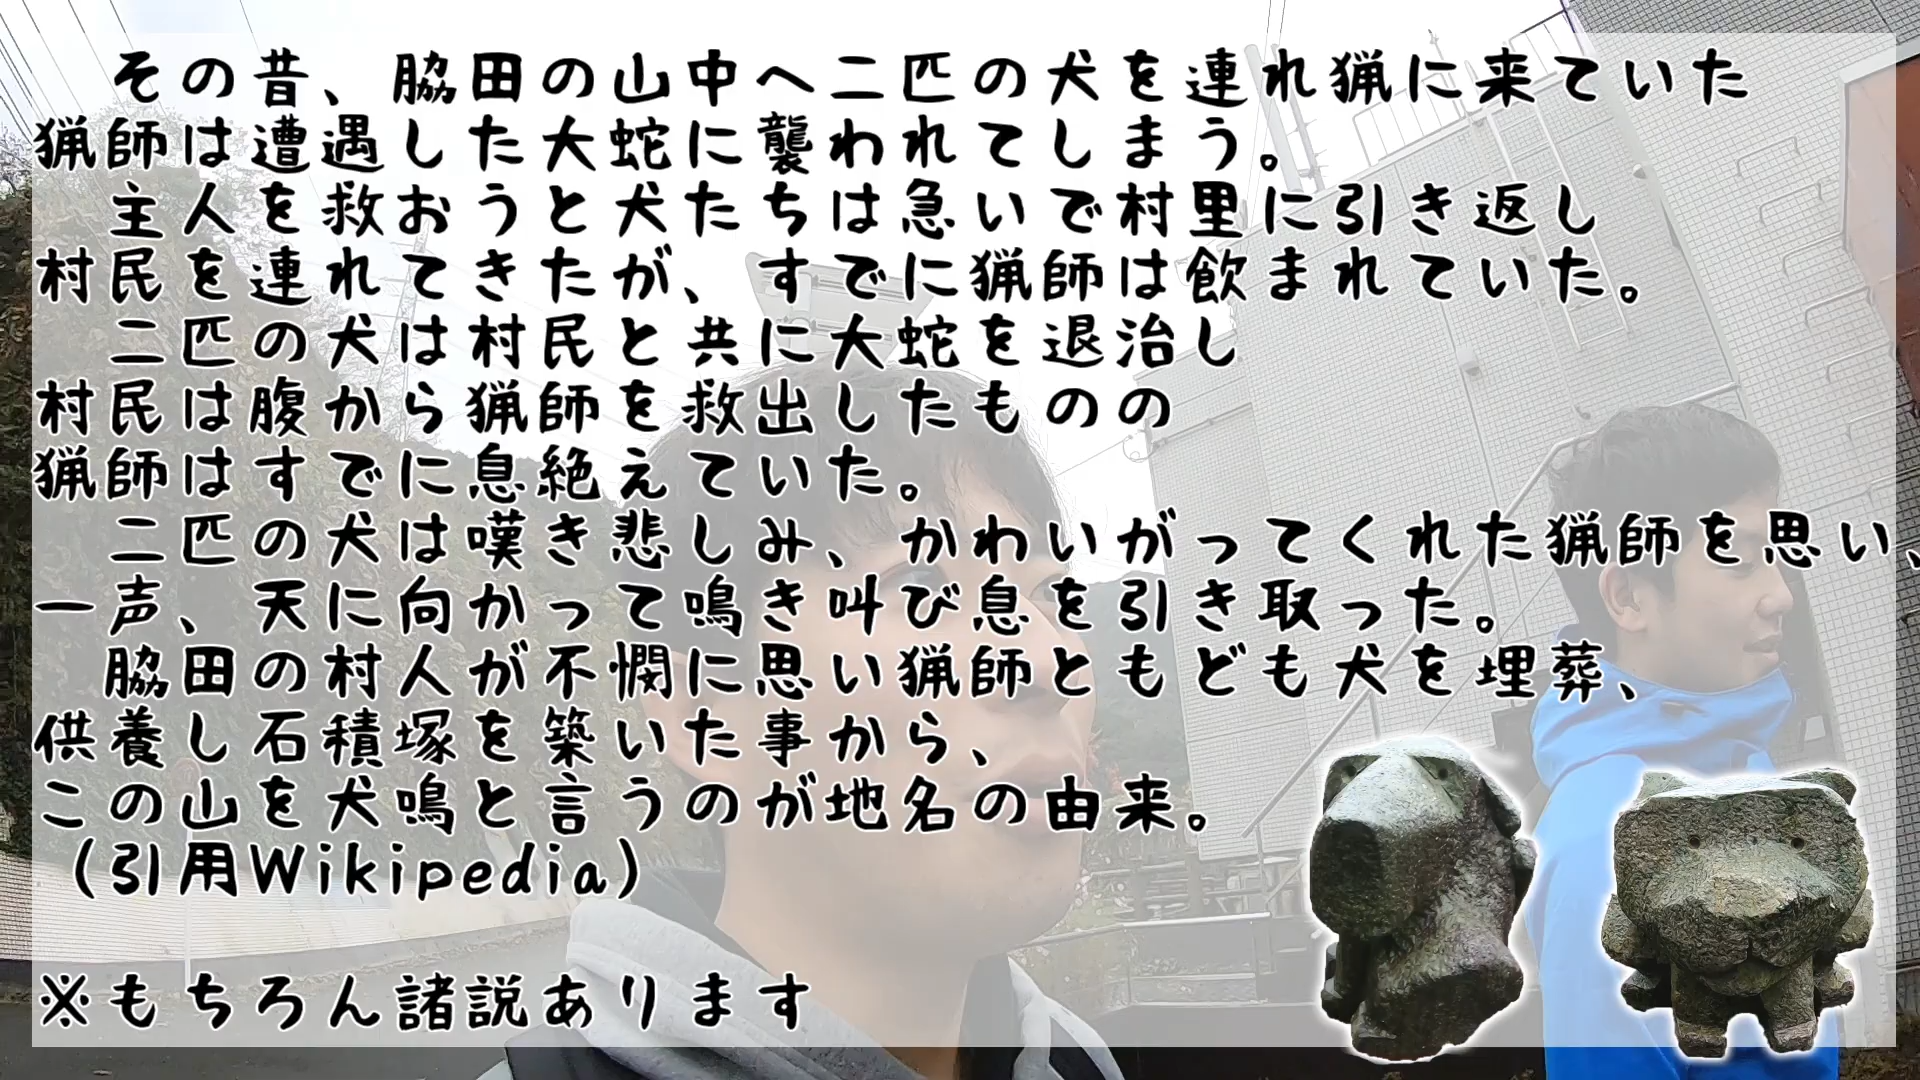 その昔、脇田の山中へ二匹の犬を連れ猟に来ていた
猟師は遭遇した大蛇に襲われてしまう。
主人を救おうと犬たちは急いで村里に引き返し
村民を連れてきたが、すでに猟師は飲まれていた。
二匹の犬は村民と共に大蛇を退治し
村民は腹から猟師を救出したものの
猟師はすでに息絶えていた。
二匹の犬は嘆き悲しみ、かわいがってくれた猟師を思い、
一声、天に向かって鳴き叫び息を引き取った。
脇田の村人が不憫に思い猟師ともども犬を埋葬、
供養し石積塚を築いた事から、
この山を犬鳴と言うのが地名の由来。
（引用Wikipedia）
※もちろん諸説あります